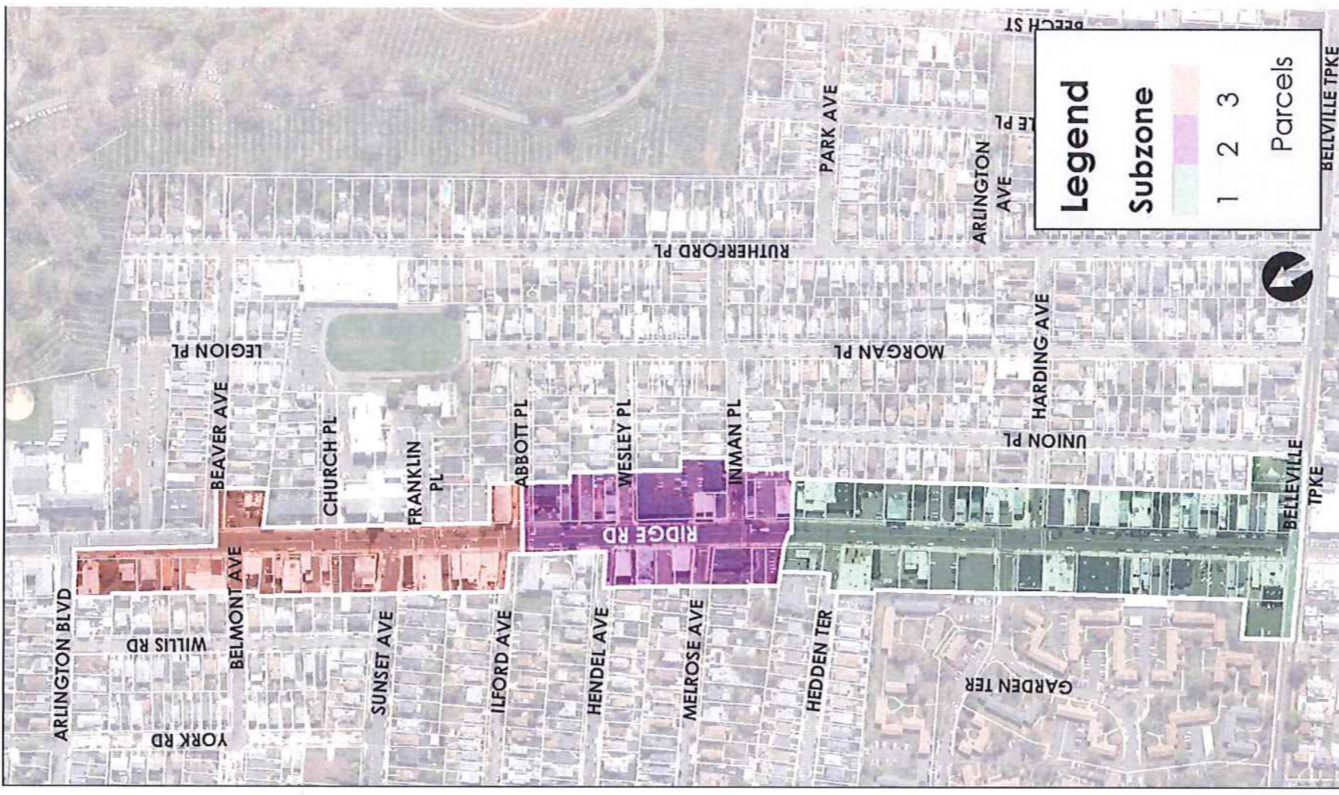 BEECH ST
PARK AVE
LE PL
ARLINGTON
AVE
RUTHERFORD PL
LEGION PL
MORGAN PL
BEAVER AVE
HARDING AVE
CHURCH PL
FRANKLIN
PL
ABBOTT PL
WESLEY PL
INMAN PL
UNION PL
RIDGE RD
BELLEVILLE
TPKE
BELLVILLE TPKE
ARLINGTON BLVD
WILLIS RD
BELMONT AVE
YORK RD
SUNSET AVE
ILFORD AVE
HENDEL AVE
MELROSE AVE
HEDDEN TER
GARDEN TER
Legend
Subzone
1 2 3
Parcels